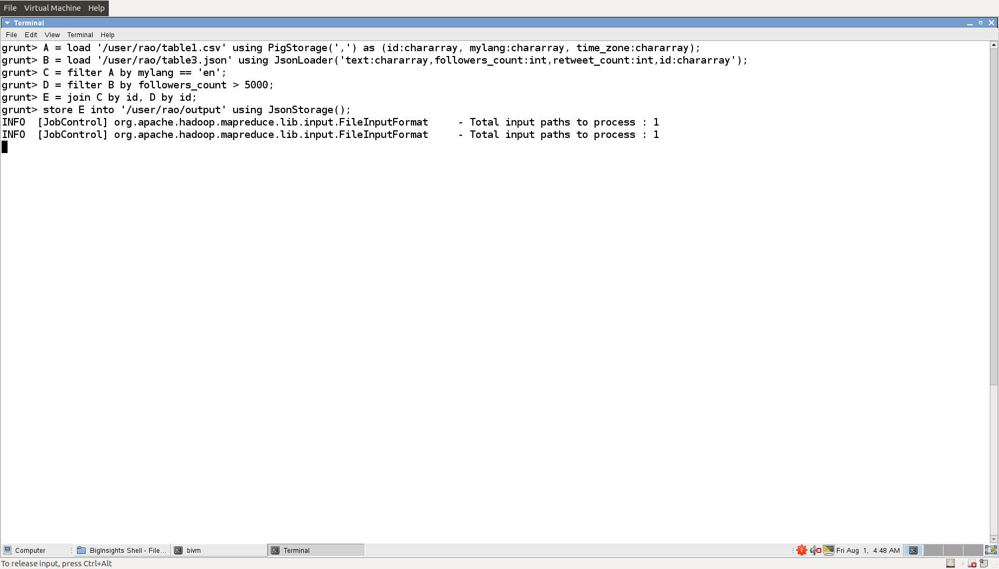 File Virtual Machine Help
Terminal
File Edit View Terminal Help
grunt> A = load '/user/rao/table1.csv' using PigStorage(',') as (id:chararray, mylang:chararray, time_zone:chararray);
grunt> B = load '/user/rao/table3.json' using JsonLoader('text:chararray,followers_count:int,retweet_count:int,id:chararray');
grunt> C = filter A by mylang == 'en';
grunt> D = filter B by followers_count > 5000;
grunt> E = join C by id, D by id;
grunt> store E into '/user/rao/output' using JsonStorage();
INFO  [JobControl] org.apache.hadoop.mapreduce.lib.input.FileInputFormat     - Total input paths to process : 1
INFO  [JobControl] org.apache.hadoop.mapreduce.lib.input.FileInputFormat     - Total input paths to process : 1
Computer BigInsights Shell - File... bivm Terminal Fri Aug 1, 4:48 AM
To release input, press Ctrl+Alt